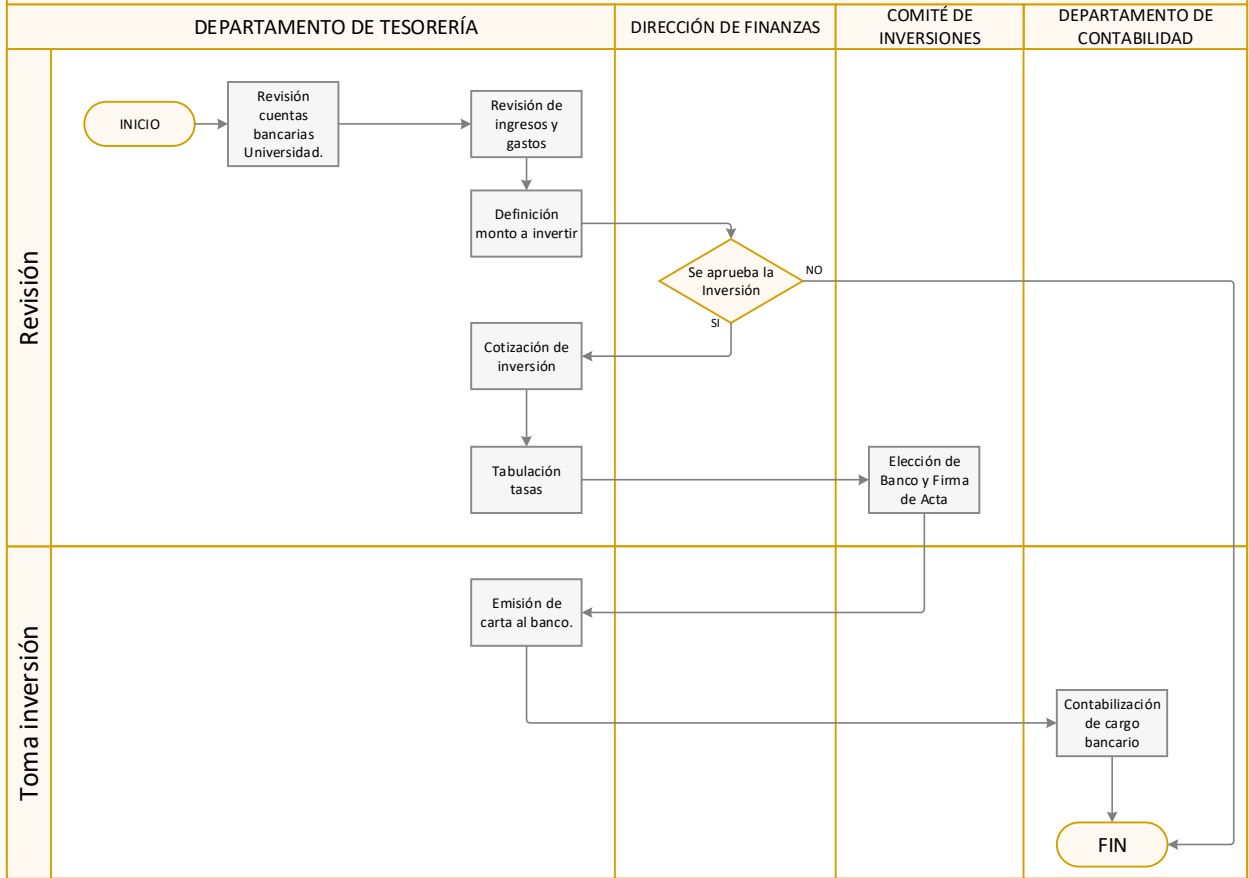 DEPARTAMENTO DE TESORERÍA
DIRECCIÓN DE FINANZAS
COMITÉ DE
INVERSIONES
DEPARTAMENTO DE
CONTABILIDAD
Revisión
INICIO
Revisión
cuentas
bancarias
Universidad.
Revisión de
ingresos y
gastos
Definición
monto a invertir
Se aprueba la
Inversión
NO
SI
Cotización de
inversión
Tabulación
tasas
Elección de
Banco y Firma
de Acta
Toma inversión
Emisión de
carta al banco.
Contabilización
de cargo
bancario
FIN